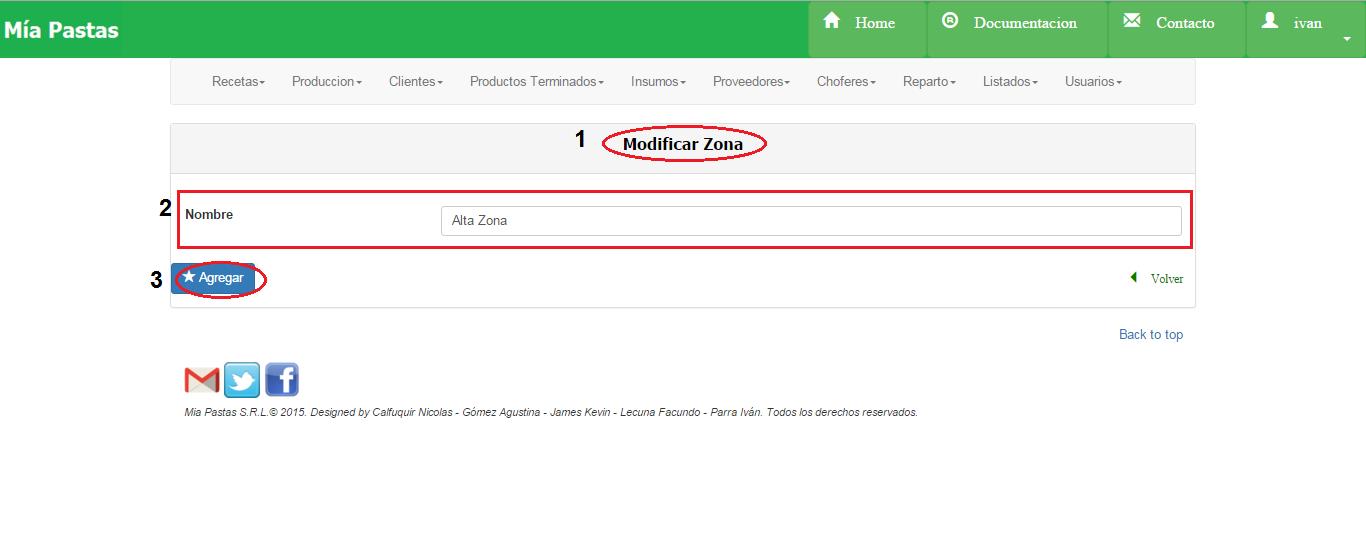 Mía Pastas Home Documentacion Contacto ivan
Recetas Produccion Clientes Productos Terminados Insumos Proveedores Choferes Reparto Listados Usuarios
1 Modificar Zona
2 Nombre Alta Zona
3 Agregar Volver
Back to top
Mia Pastas S.R.L.© 2015. Designed by Calfuquir Nicolas - Gómez Agustina - James Kevin - Lecuna Facundo - Parra Iván. Todos los derechos reservados.